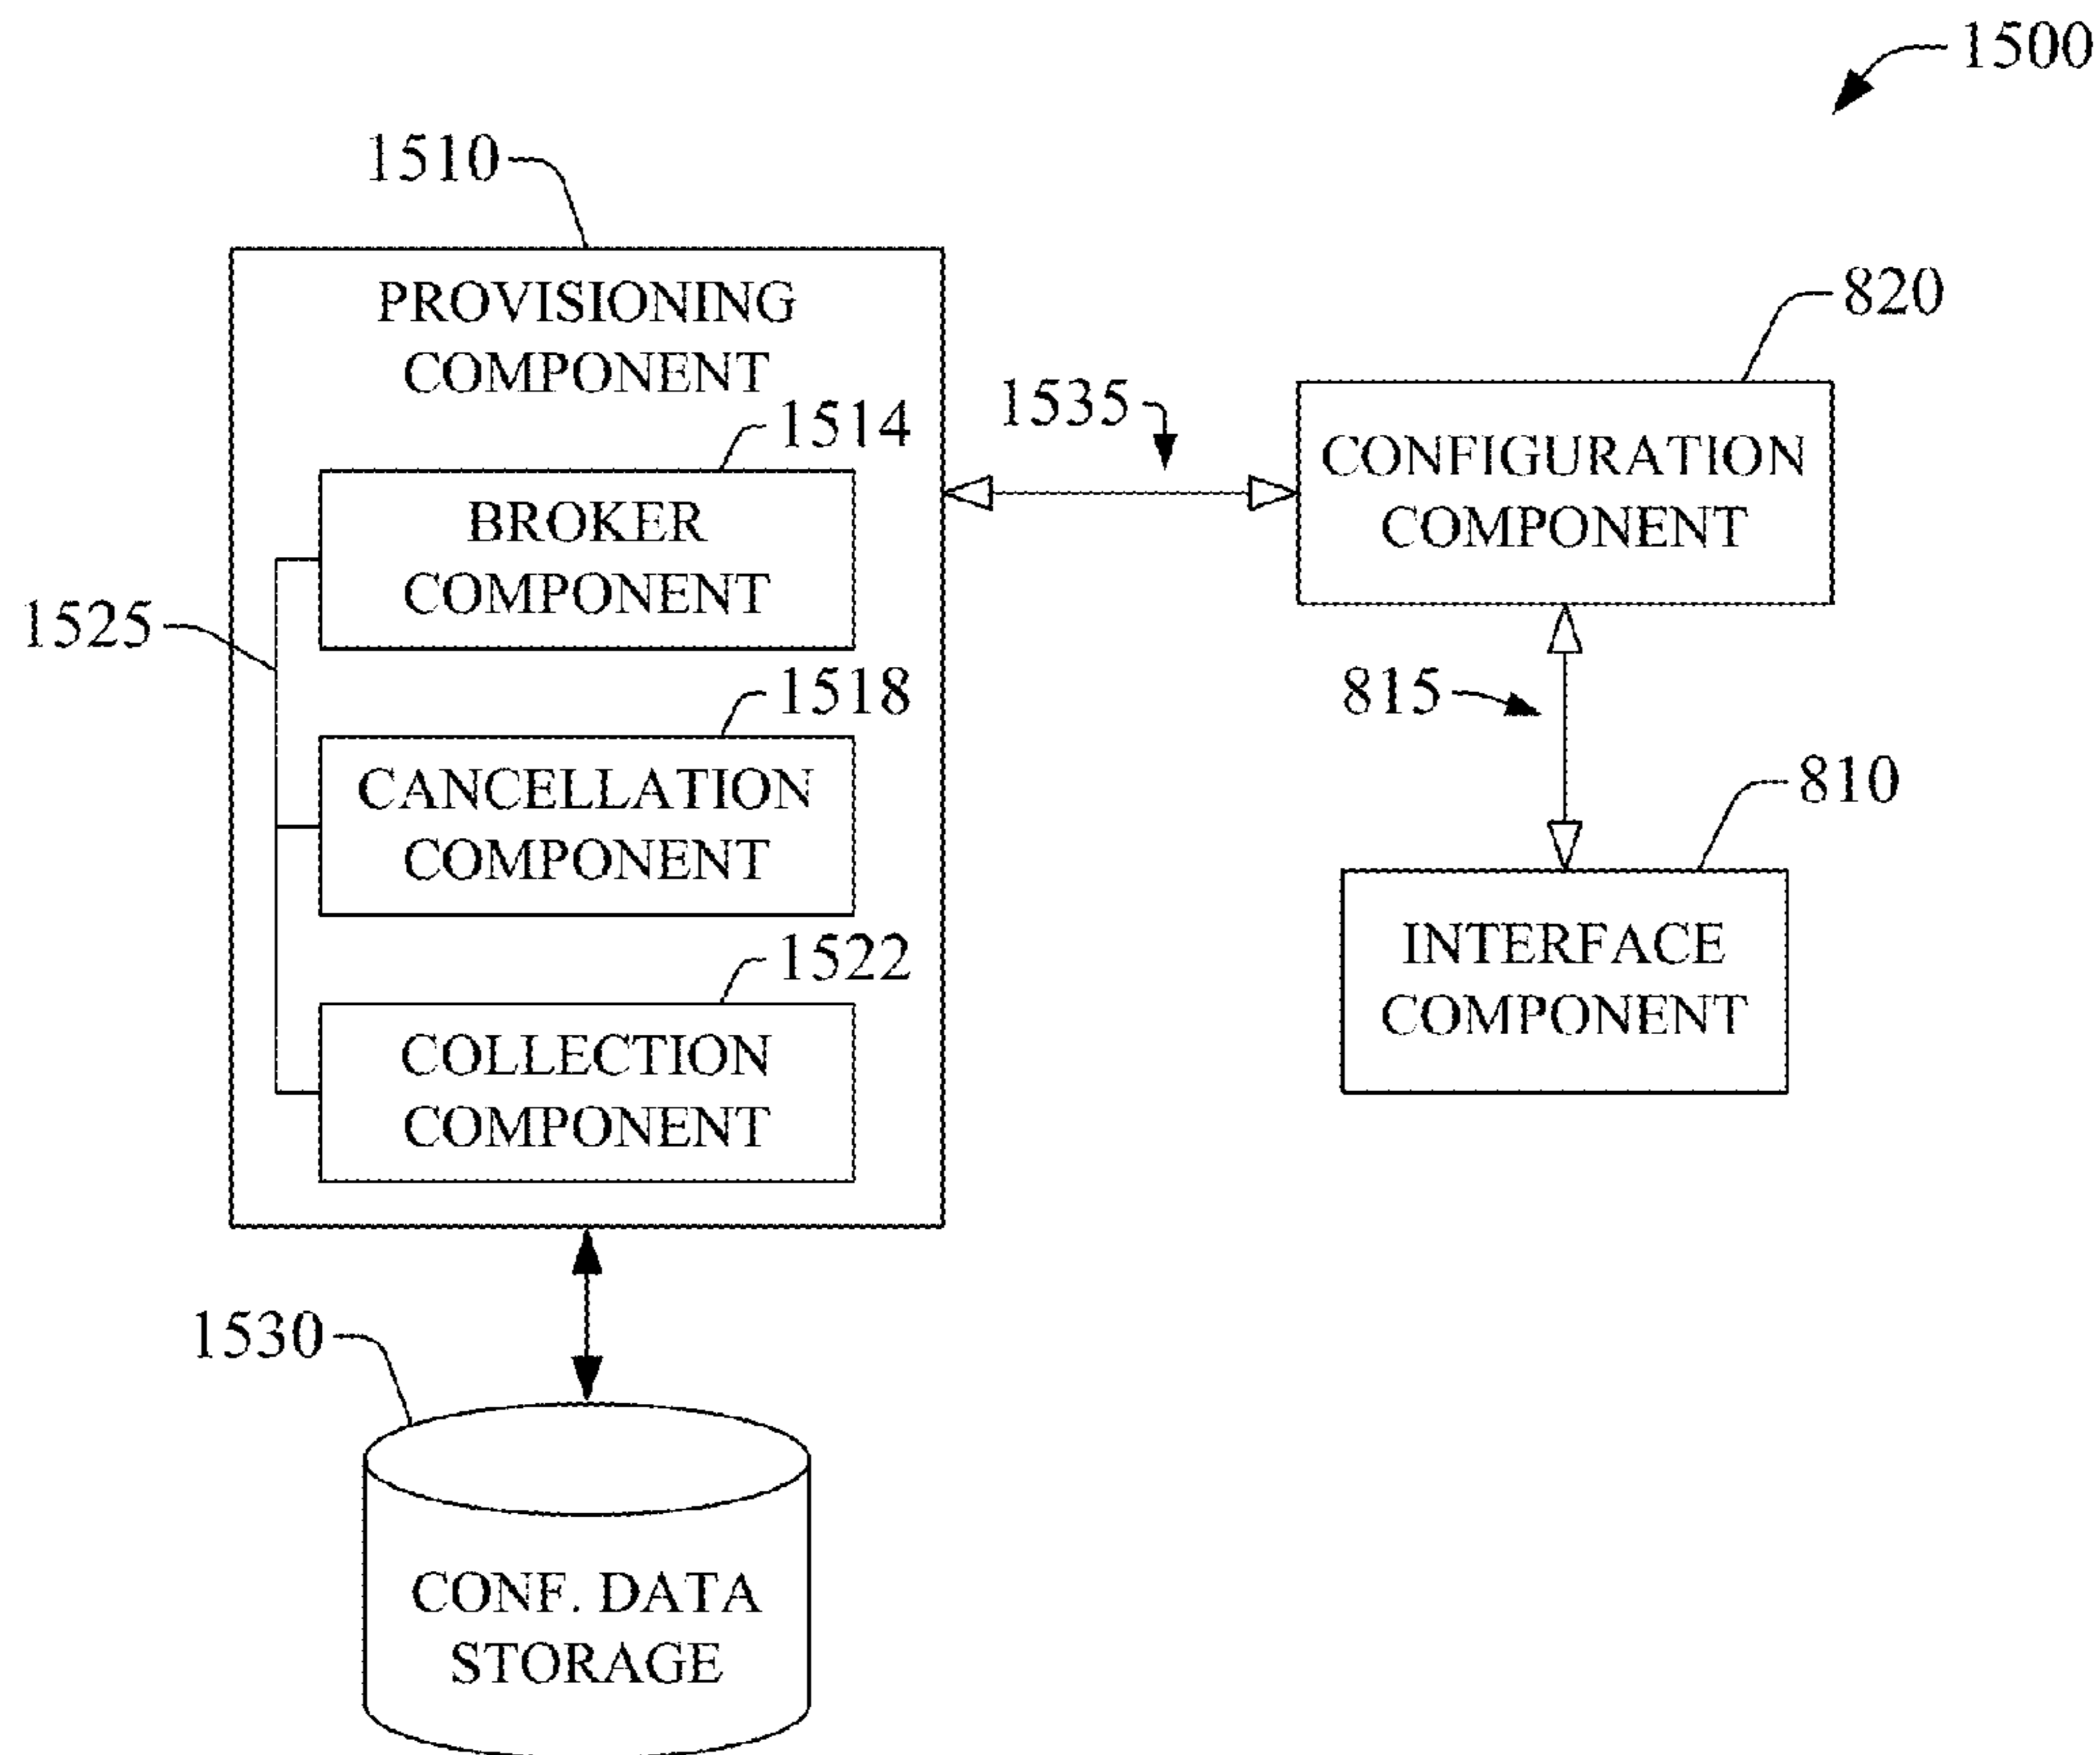 1500
1510
PROVISIONING
COMPONENT
820
1535
1514
CONFIGURATION
COMPONENT
BROKER
COMPONENT
1525
815
1518
CANCELLATION
COMPONENT
810
INTERFACE
COMPONENT
1522
COLLECTION
COMPONENT
1530
CONF. DATA
STORAGE